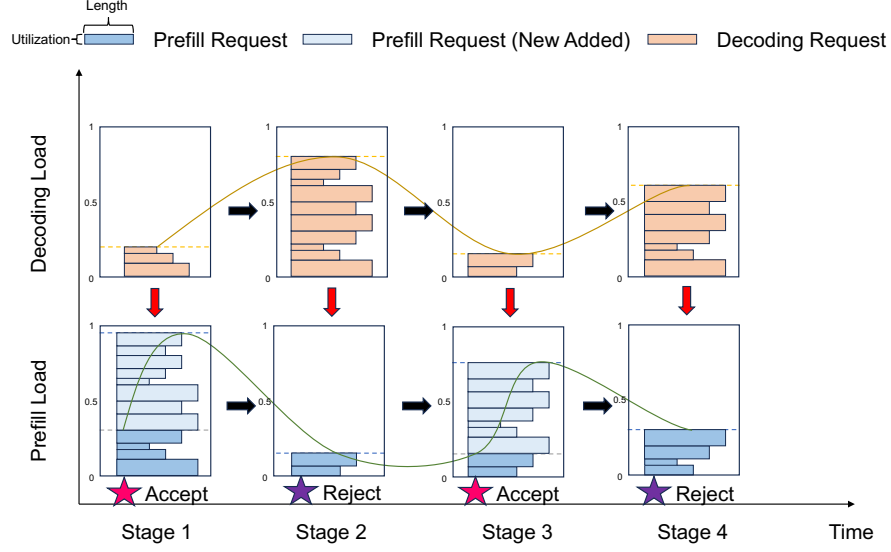 Length
Utilization
Prefill Request
Prefill Request (New Added)
Decoding Request
Decoding Load
1
0.5
0
1
0.5
0
1
0.5
0
1
0.5
0
Prefill Load
1
0.5
0
1
0.5
0
1
0.5
0
1
0.5
0
Accept
Reject
Accept
Reject
Stage 1
Stage 2
Stage 3
Stage 4
Time